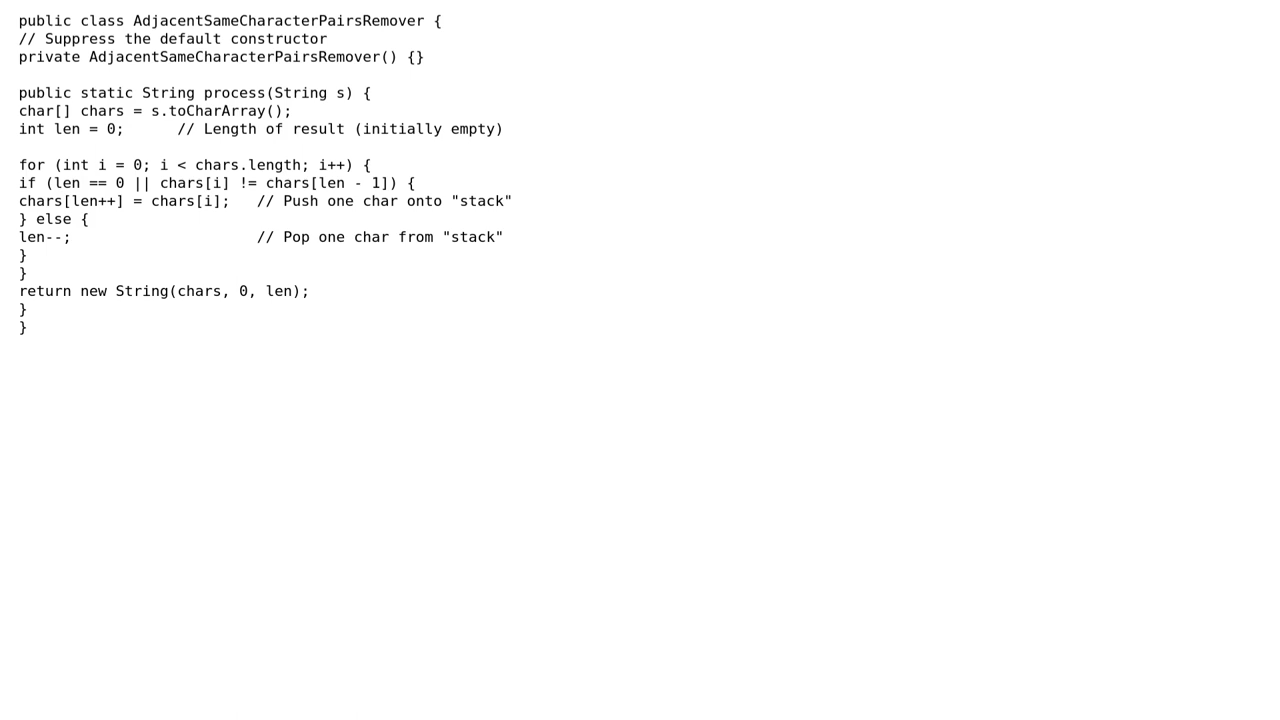 public class AdjacentSameCharacterPairsRemover {
// Suppress the default constructor
private AdjacentSameCharacterPairsRemover() {}

public static String process(String s) {
char[] chars = s.toCharArray();
int len = 0;      // Length of result (initially empty)

for (int i = 0; i < chars.length; i++) {
if (len == 0 || chars[i] != chars[len - 1]) {
chars[len++] = chars[i];   // Push one char onto "stack"
} else {
len--;                     // Pop one char from "stack"
}
}
return new String(chars, 0, len);
}
}